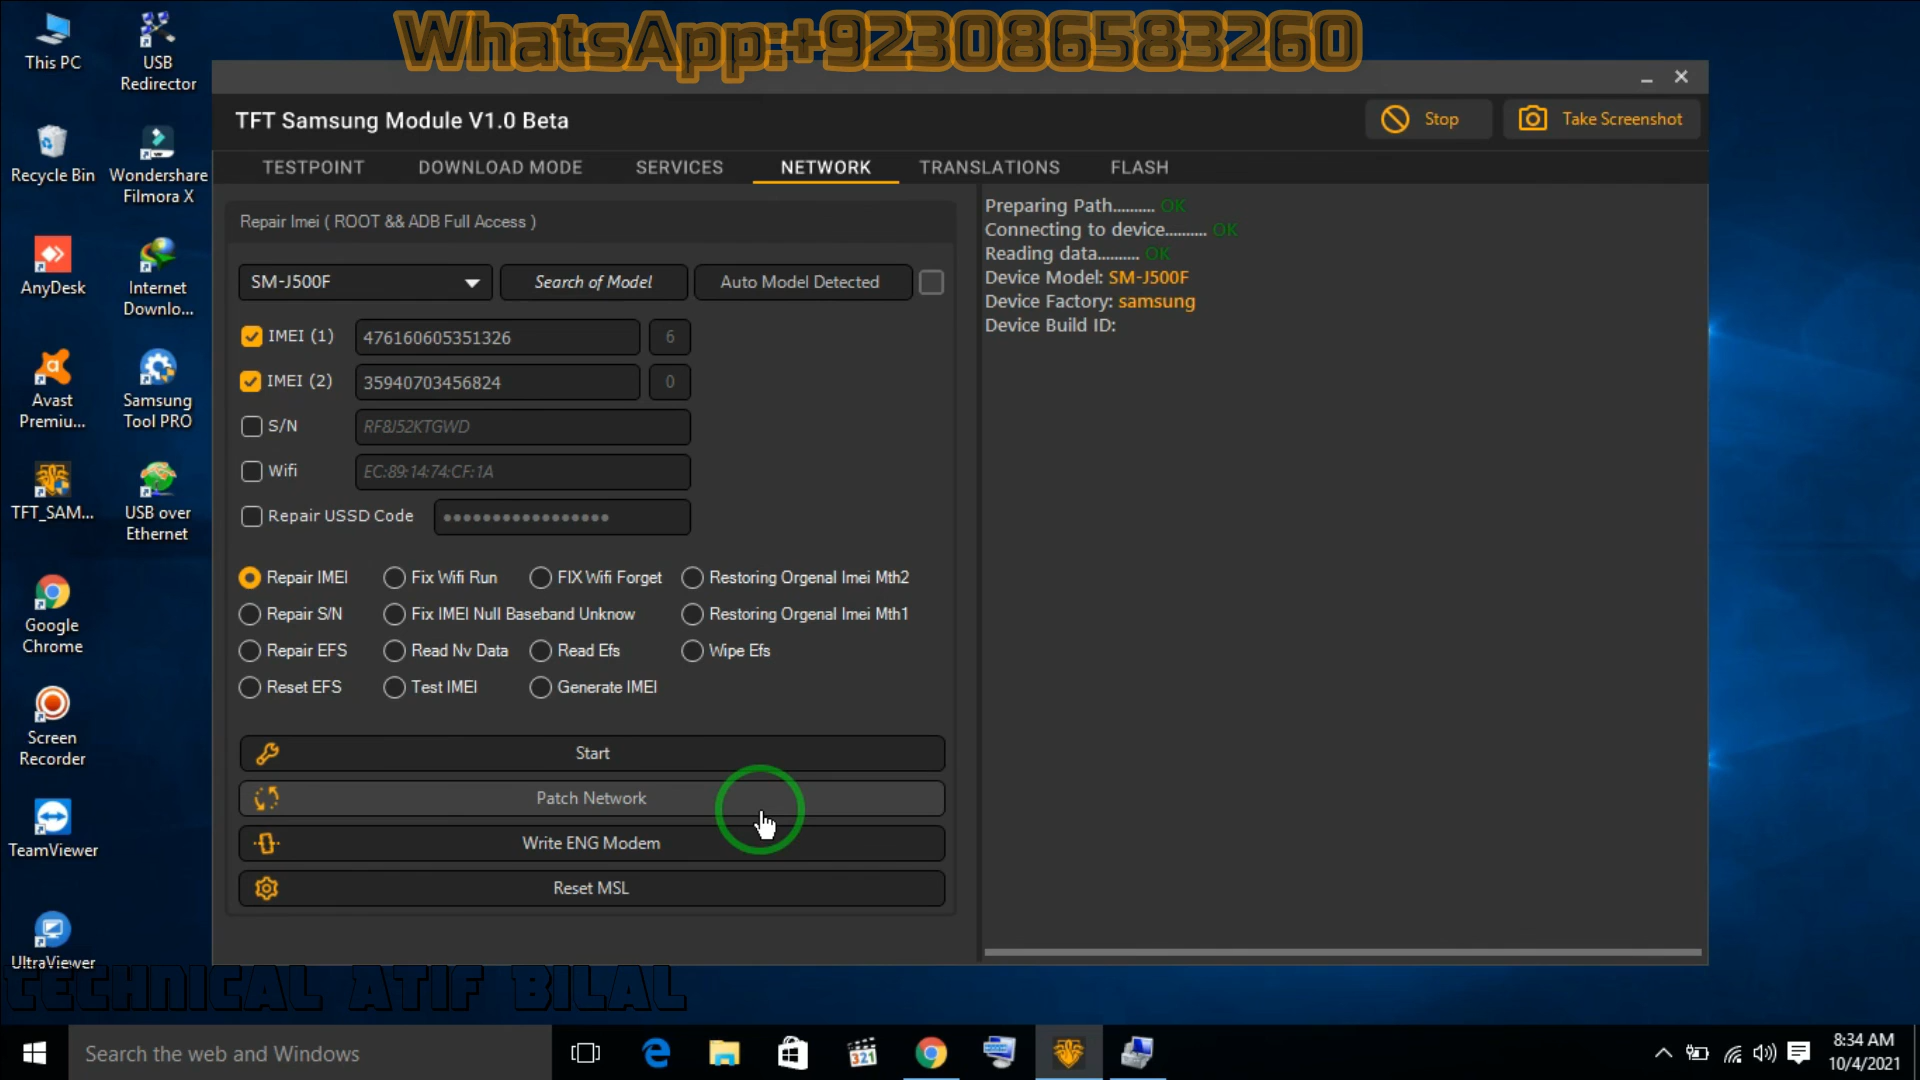 WhatsApp:+923086583260
This PC
USB Redirector
Recycle Bin
Wondershare Filmora X
AnyDesk
Internet Downlo...
Avast Premiu...
Samsung Tool PRO
TFT_SAM...
USB over Ethernet
Google Chrome
Screen Recorder
TeamViewer
UltraViewer
TFT Samsung Module V1.0 Beta
Stop
Take Screenshot
TESTPOINT DOWNLOAD MODE SERVICES NETWORK TRANSLATIONS FLASH
Repair Imei ( ROOT && ADB Full Access )
SM-J500F Search of Model Auto Model Detected
IMEI (1) 476160605351326 6
IMEI (2) 35940703456824 0
S/N RF8J52KTGWD
Wifi EC:89:14:74:CF:1A
Repair USSD Code
Repair IMEI Fix Wifi Run FIX Wifi Forget Restoring Orgenal Imei Mth2
Repair S/N Fix IMEI Null Baseband Unknow Restoring Orgenal Imei Mth1
Repair EFS Read Nv Data Read Efs Wipe Efs
Reset EFS Test IMEI Generate IMEI
Start
Patch Network
Write ENG Modem
Reset MSL
Preparing Path.......... OK
Connecting to device.......... OK
Reading data.......... OK
Device Model: SM-J500F
Device Factory: samsung
Device Build ID:
TECHNICAL ATIF BILAL
Search the web and Windows
321
8:34 AM
10/4/2021